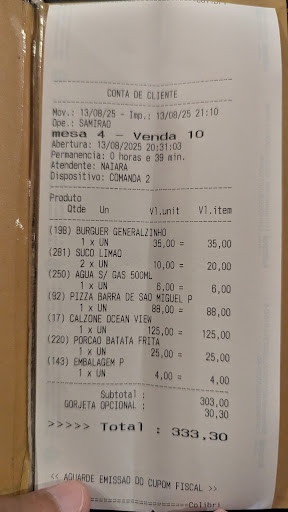 CONTA DE CLIENTE
Mov.: 13/08/25 - Imp.: 13/08/25 21:10
Ope.: SAMIRAO
mesa 4 - Venda 10
Abertura: 13/08/2025 20:31:03
Permanencia: 0 horas e 39 min.
Atendente: NAIARA
Dispositivo: COMANDA 2
Produto
Qtde Un Vl.unit Vl.item
(198) BURGUER GENERALZINHO
1 x UN 35,00 = 35,00
(281) SUCO LIMAO
2 x UN 10,00 = 20,00
(250) AGUA S/ GAS 500ML
1 x UN 6,00 = 6,00
(92) PIZZA BARRA DE SAO MIGUEL P
1 x UN 88,00 = 88,00
(17) CALZONE OCEAN VIEW
1 x UN 125,00 = 125,00
(220) PORCAO BATATA FRITA
1 x UN 25,00 = 25,00
(143) EMBALAGEM P
1 x UN 4,00 = 4,00
Subtotal : 303,00
GORJETA OPCIONAL : 30,30
>>>>> Total : 333,30
<< AGUARDE EMISSAO DO CUPOM FISCAL >>
Colibri